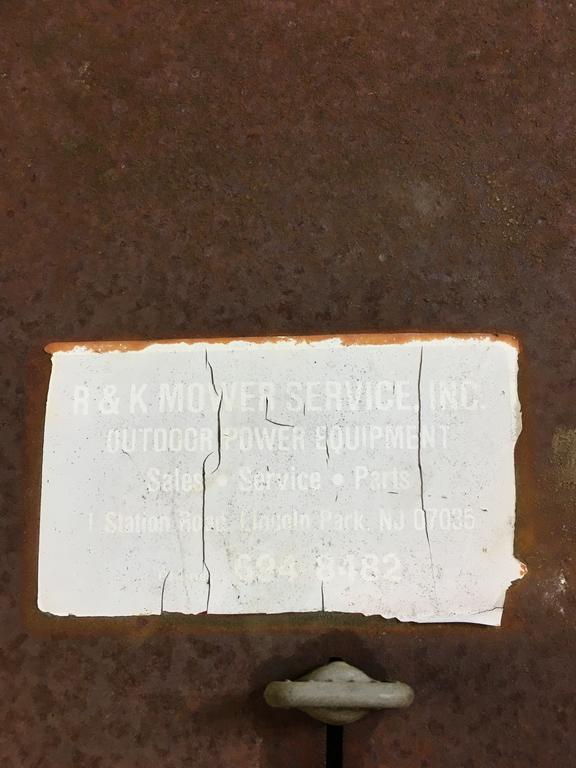 R & K MOWER SERVICE, INC.
OUTDOOR POWER EQUIPMENT
Sales • Service • Parts
1 Station Road, Lincoln Park, NJ 07035
694-8482